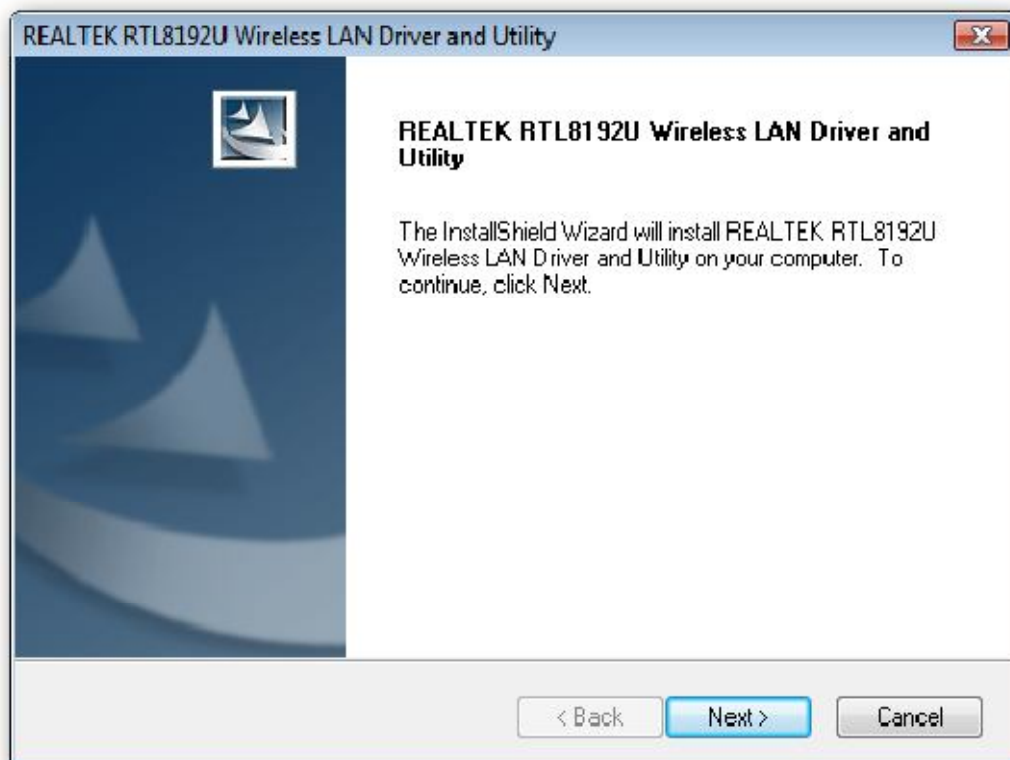 REALTEK RTL8192U Wireless LAN Driver and Utility
REALTEK RTL8192U Wireless LAN Driver and
Utility
The InstallShield Wizard will install REALTEK RTL8192U
Wireless LAN Driver and Utility on your computer.  To
continue, click Next.
< Back
Next >
Cancel